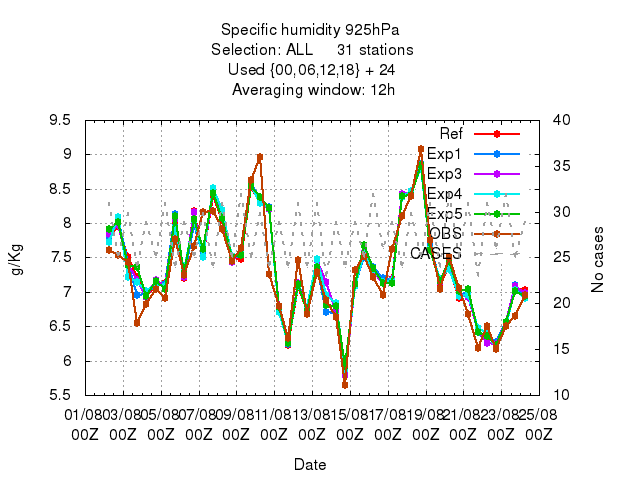 Specific humidity 925hPa
Selection: ALL 31 stations
Used {00,06,12,18} + 24
Averaging window: 12h
9.5
9
8.5
8
7.5
7
6.5
6
5.5
g/Kg
40
35
30
25
20
15
10
No cases
Ref
Exp1
Exp3
Exp4
Exp5
OBS
CASES
01/08 03/08 05/08 07/08 09/08 11/08 13/08 15/08 17/08 19/08 21/08 23/08 25/08
00Z 00Z 00Z 00Z 00Z 00Z 00Z 00Z 00Z 00Z 00Z 00Z 00Z
Date